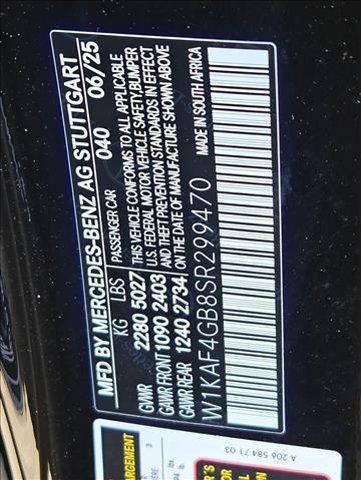 MFD BY MERCEDES-BENZ AG STUTTGART
PASSENGER CAR 040 06/25
KG LBS
GVWR 2280 5027
GAWR FRONT 1090 2403
GAWR REAR 1240 2734
THIS VEHICLE CONFORMS TO ALL APPLICABLE
U.S. FEDERAL MOTOR VEHICLE SAFETY, BUMPER
AND THEFT PREVENTION STANDARDS IN EFFECT
ON THE DATE OF MANUFACTURE SHOWN ABOVE
MADE IN SOUTH AFRICA
W1KAF4GB8SR299470
A 206 584 71 03